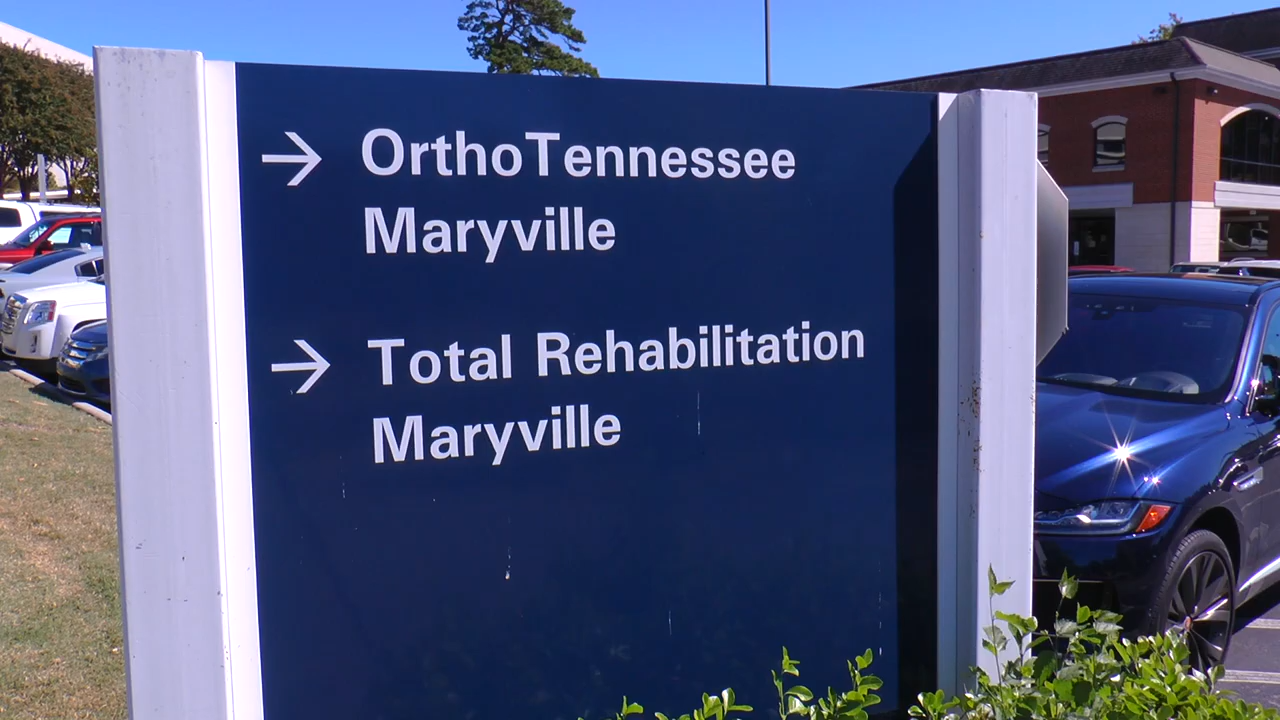 → OrthoTennessee
Maryville
→ Total Rehabilitation
Maryville